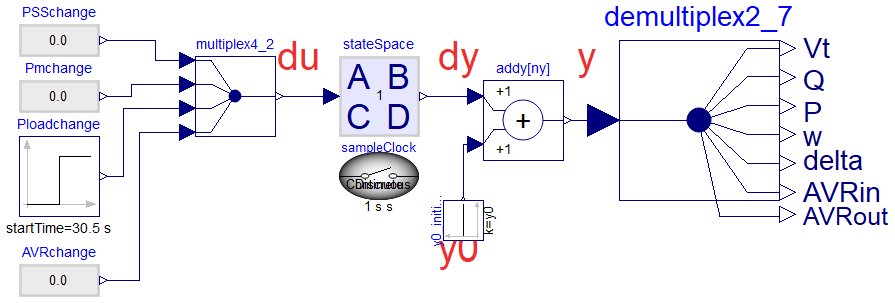 PSSchange
0.0
Pmchange
0.0
Ploadchange
startTime=30.5 s
AVRchange
0.0
multiplex4_2
du
stateSpace
A B
1
C D
sampleClock
1 s s
dy
addy[ny]
+1
+
+1
k=y0
y0
y
demultiplex2_7
Vt
Q
P
w
delta
AVRin
AVRout